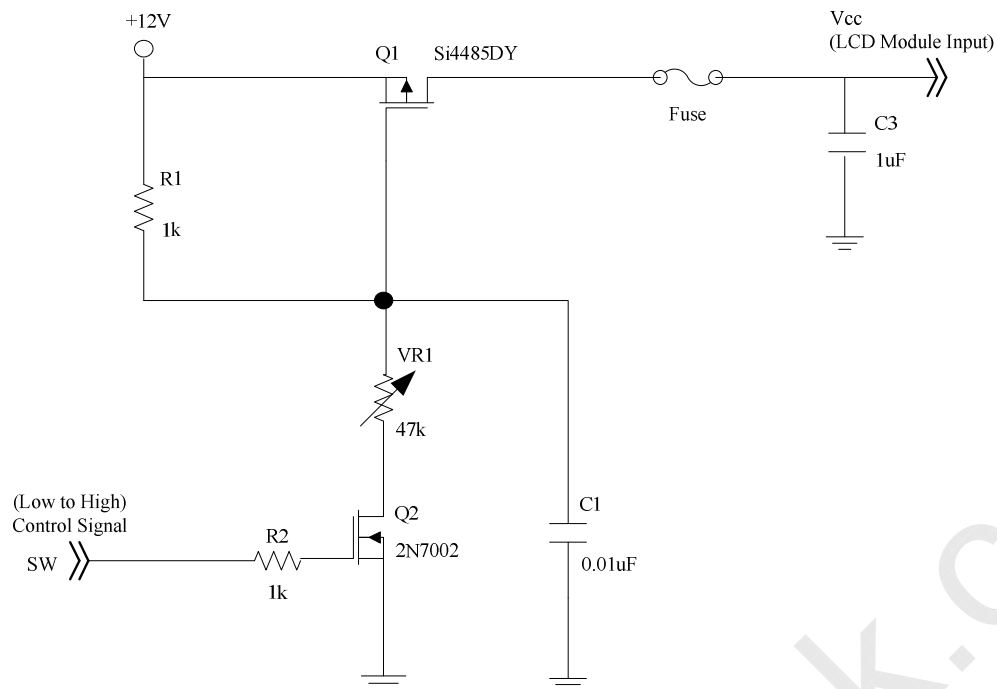 +12V
Q1
Si4485DY
Vcc
(LCD Module Input)
Fuse
C3
1uF
R1
1k
VR1
47k
(Low to High)
Control Signal
SW
R2
1k
Q2
2N7002
C1
0.01uF
k.c